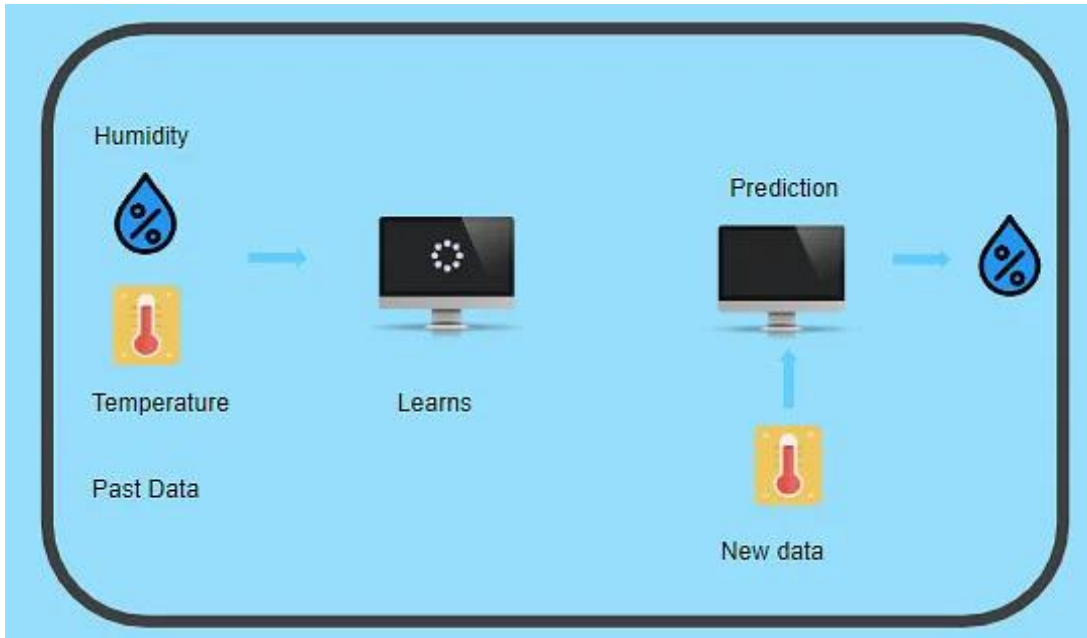 Humidity
Temperature
Past Data
Learns
Prediction
New data